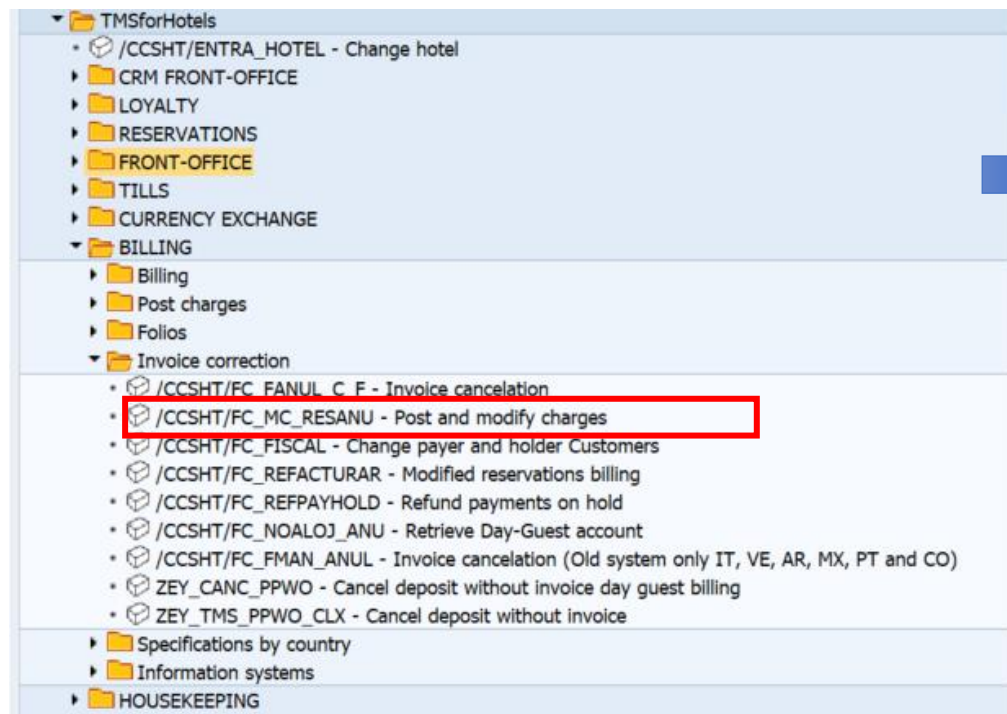 TMSforHotels
/CCSHT/ENTRA_HOTEL - Change hotel
CRM FRONT-OFFICE
LOYALTY
RESERVATIONS
FRONT-OFFICE
TILLS
CURRENCY EXCHANGE
BILLING
Billing
Post charges
Folios
Invoice correction
/CCSHT/FC_FANUL_C_F - Invoice cancelation
/CCSHT/FC_MC_RESANU - Post and modify charges
/CCSHT/FC_FISCAL - Change payer and holder Customers
/CCSHT/FC_REFACTURAR - Modified reservations billing
/CCSHT/FC_REFPAYHOLD - Refund payments on hold
/CCSHT/FC_NOALOJ_ANU - Retrieve Day-Guest account
/CCSHT/FC_FMAN_ANUL - Invoice cancelation (Old system only IT, VE, AR, MX, PT and CO)
ZEY_CANC_PPWO - Cancel deposit without invoice day guest billing
ZEY_TMS_PPWO_CLX - Cancel deposit without invoice
Specifications by country
Information systems
HOUSEKEEPING